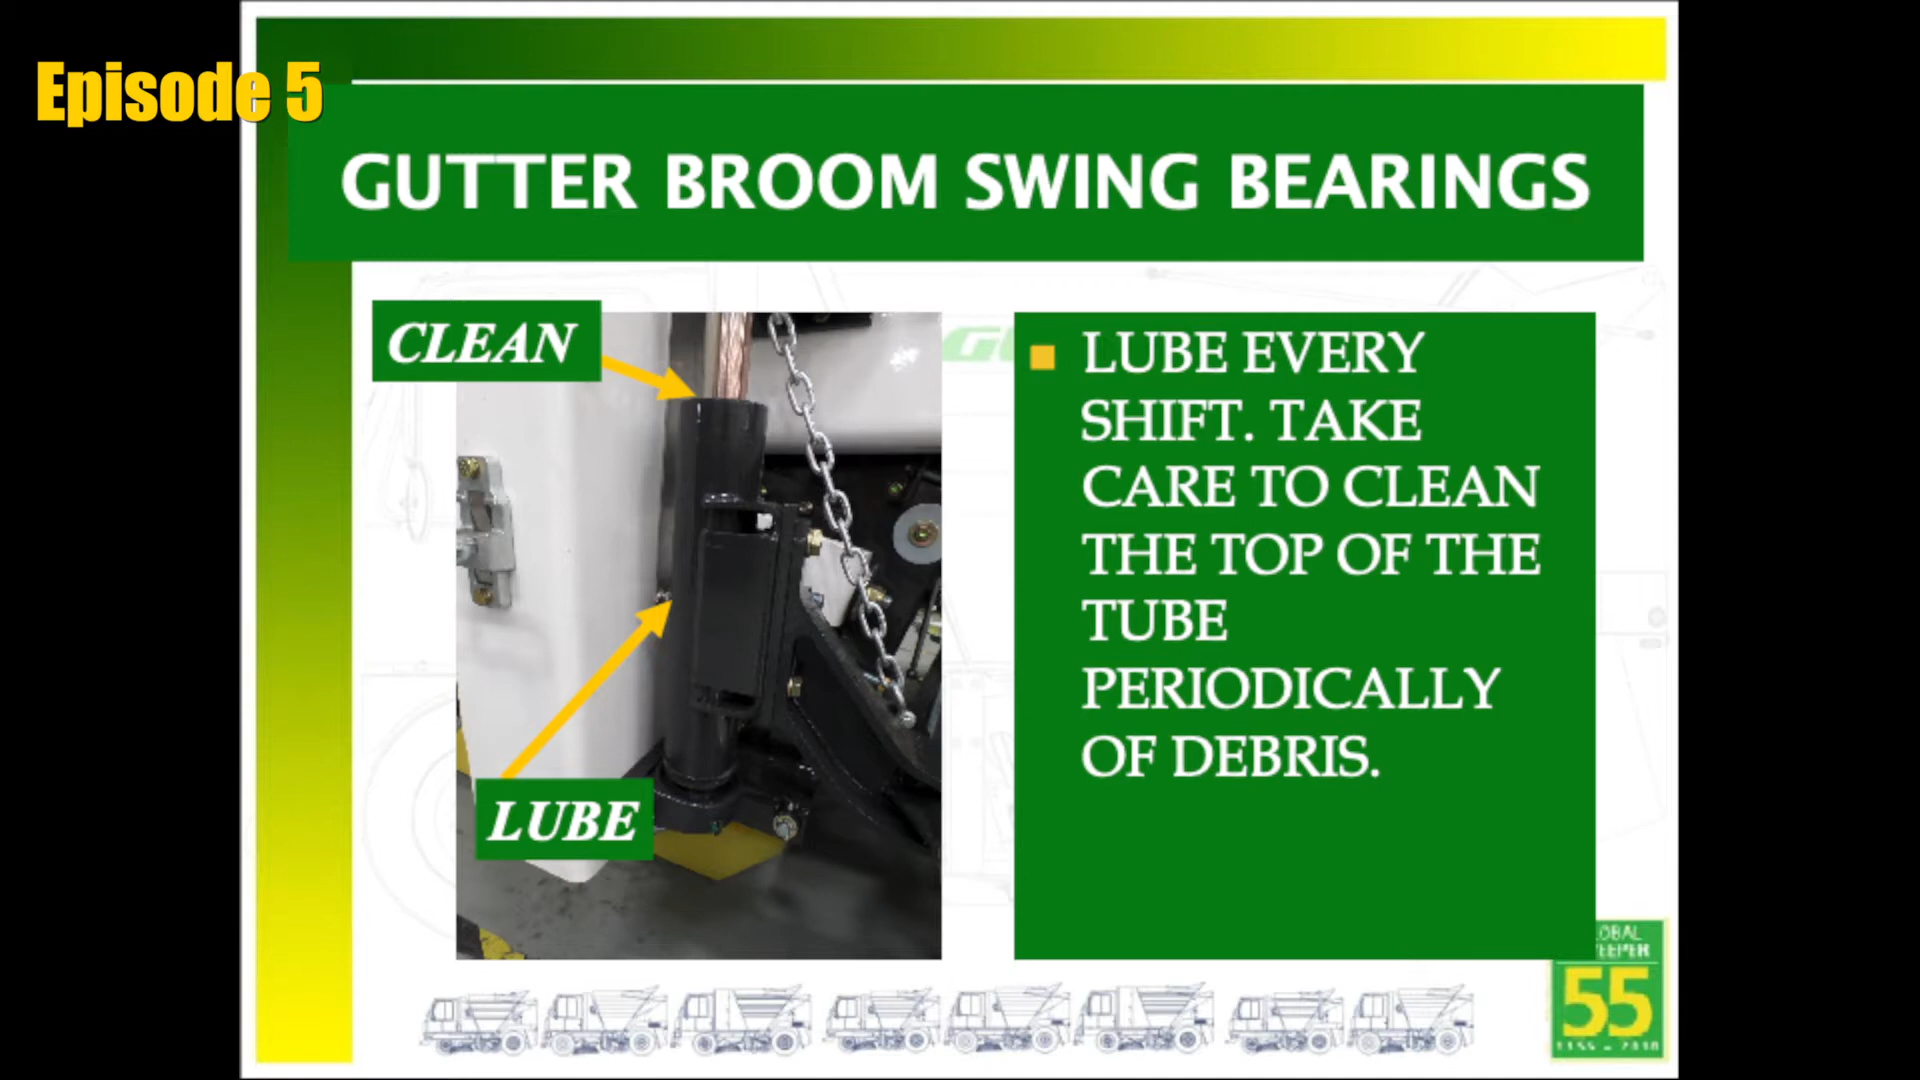 Episode 5
GUTTER BROOM SWING BEARINGS
CLEAN
LUBE
LUBE EVERY
SHIFT. TAKE
CARE TO CLEAN
THE TOP OF THE
TUBE
PERIODICALLY
OF DEBRIS.
55